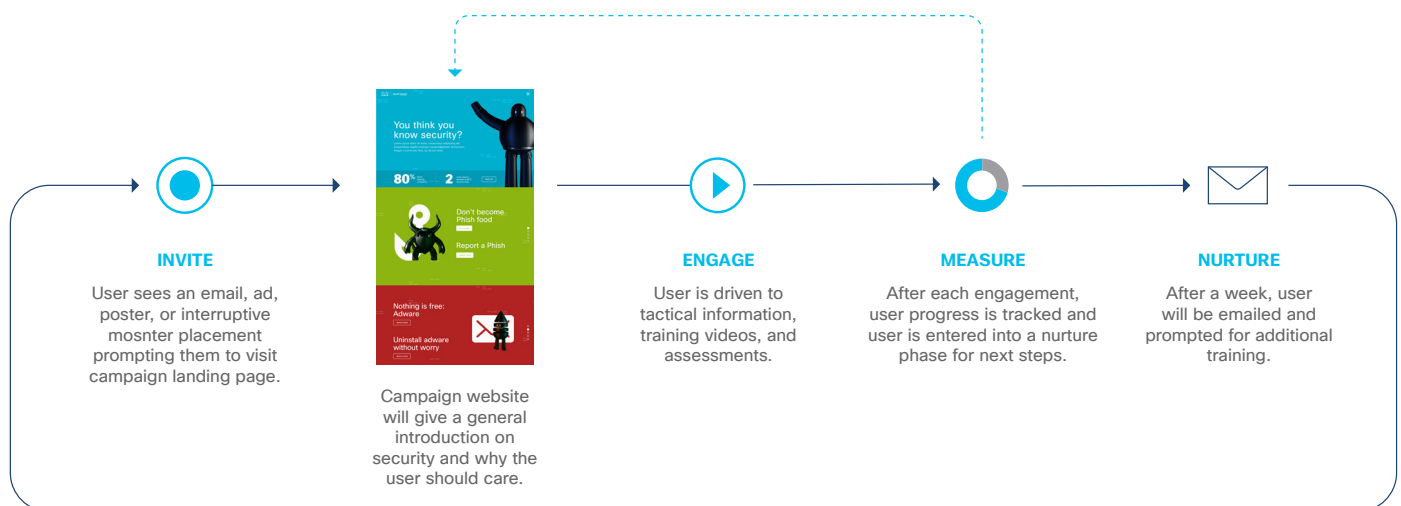 You think you
know security?
80%
2
Don't become.
Phish food
Report a Phish
Nothing is free:
Adware
Uninstall adware
without worry
INVITE
User sees an email, ad,
poster, or interruptive
mosnter placement
prompting them to visit
campaign landing page.
Campaign website
will give a general
introduction on
security and why the
user should care.
ENGAGE
User is driven to
tactical information,
training videos, and
assessments.
MEASURE
After each engagement,
user progress is tracked and
user is entered into a nurture
phase for next steps.
NURTURE
After a week, user
will be emailed and
prompted for additional
training.